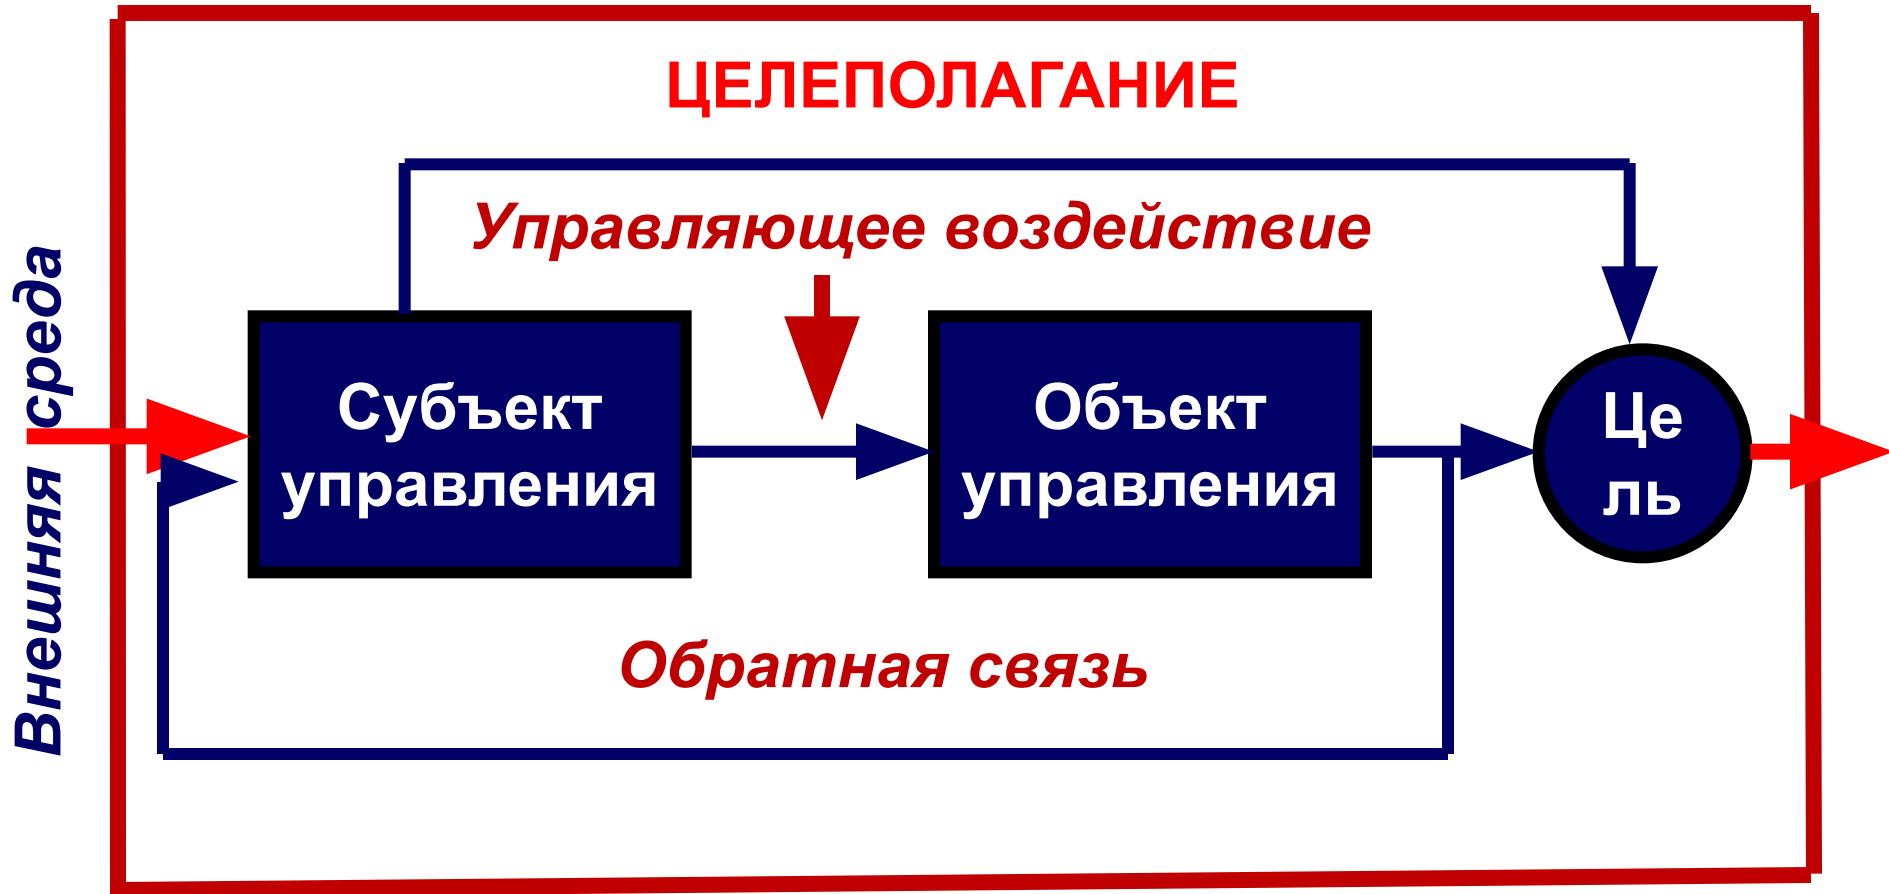 ЦЕЛЕПОЛАГАНИЕ
Управляющее воздействие
Внешняя среда
Субъект
управления
Объект
управления
Це
ль
Обратная связь